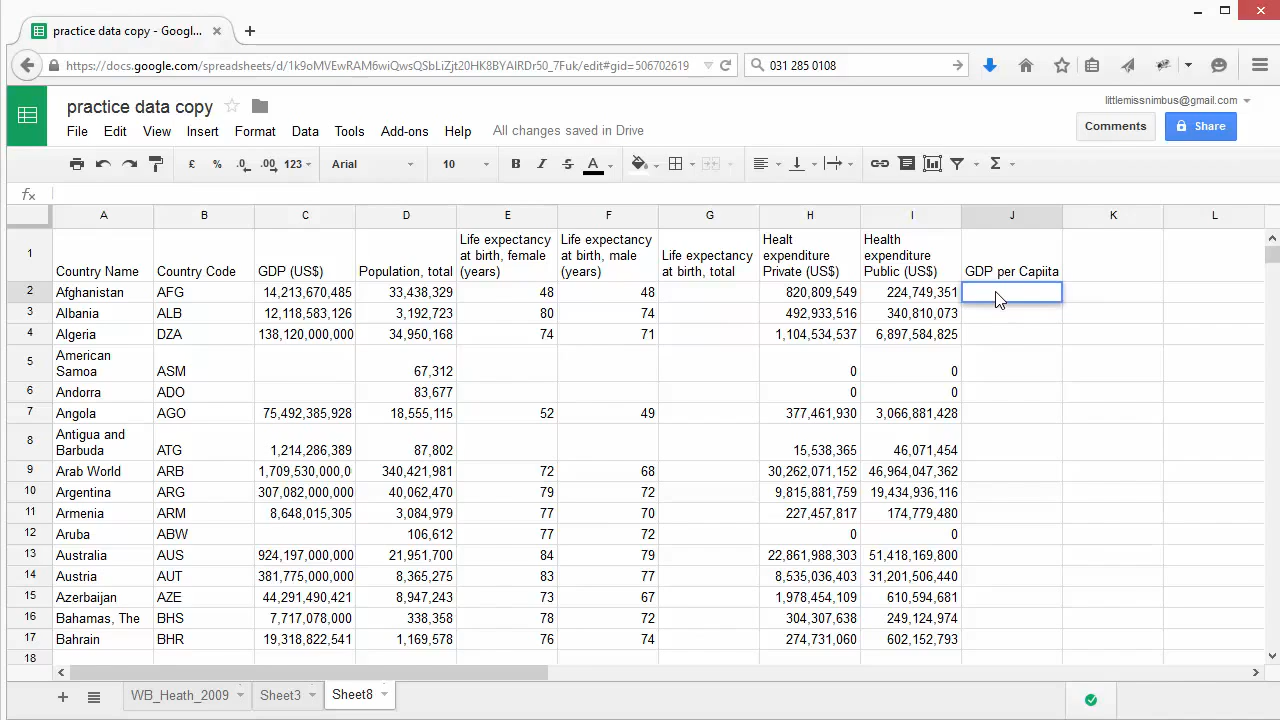 practice data copy - Googl...
https://docs.google.com/spreadsheets/d/1k9oMVEwRAM6wiQwsQSbLiZjt20HK8BYAIRDr50_7Fuk/edit#gid=506702619
031 285 0108
practice data copy
littlemissnimbus@gmail.com
File Edit View Insert Format Data Tools Add-ons Help All changes saved in Drive
Comments Share
£ % .0 .00 123 Arial 10 B I S A Σ
fx
A B C D E F G H I J K L
1 Country Name Country Code GDP (US$) Population, total Life expectancy at birth, female (years) Life expectancy at birth, male (years) Life expectancy at birth, total Healt expenditure Private (US$) Health expenditure Public (US$) GDP per Capiita
2 Afghanistan AFG 14,213,670,485 33,438,329 48 48 820,809,549 224,749,351
3 Albania ALB 12,118,583,126 3,192,723 80 74 492,933,516 340,810,073
4 Algeria DZA 138,120,000,000 34,950,168 74 71 1,104,534,537 6,897,584,825
5 American Samoa ASM 67,312 0 0
6 Andorra ADO 83,677 0 0
7 Angola AGO 75,492,385,928 18,555,115 52 49 377,461,930 3,066,881,428
8 Antigua and Barbuda ATG 1,214,286,389 87,802 15,538,365 46,071,454
9 Arab World ARB 1,709,530,000,0 340,421,981 72 68 30,262,071,152 46,964,047,362
10 Argentina ARG 307,082,000,000 40,062,470 79 72 9,815,881,759 19,434,936,116
11 Armenia ARM 8,648,015,305 3,084,979 77 70 227,457,817 174,779,480
12 Aruba ABW 106,612 77 72 0 0
13 Australia AUS 924,197,000,000 21,951,700 84 79 22,861,988,303 51,418,169,800
14 Austria AUT 381,775,000,000 8,365,275 83 77 8,535,036,403 31,201,506,440
15 Azerbaijan AZE 44,291,490,421 8,947,243 73 67 1,978,454,109 610,594,681
16 Bahamas, The BHS 7,717,078,000 338,358 78 72 304,307,638 249,124,974
17 Bahrain BHR 19,318,822,541 1,169,578 76 74 274,731,060 602,152,793
18
WB_Heath_2009 Sheet3 Sheet8